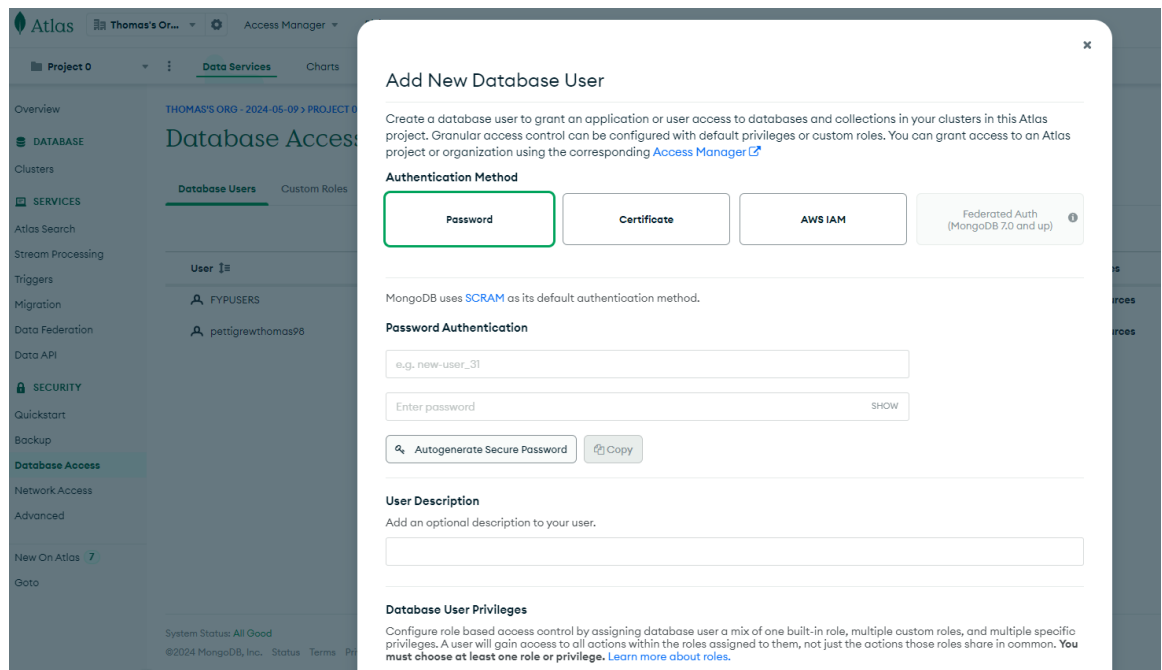 Atlas
Thomas's Or...
Access Manager
Project 0
Data Services
Charts
Overview
DATABASE
Clusters
SERVICES
Atlas Search
Stream Processing
Triggers
Migration
Data Federation
Data API
SECURITY
Quickstart
Backup
Database Access
Network Access
Advanced
New On Atlas 7
Goto
THOMAS'S ORG - 2024-05-09 > PROJECT 0
Database Access
Database Users
Custom Roles
User
FYPUSERS
pettigrewthomas98
System Status: All Good
©2024 MongoDB, Inc. Status Terms
Add New Database User
Create a database user to grant an application or user access to databases and collections in your clusters in this Atlas
project. Granular access control can be configured with default privileges or custom roles. You can grant access to an Atlas
project or organization using the corresponding Access Manager
Authentication Method
Password
Certificate
AWS IAM
Federated Auth
(MongoDB 7.0 and up)
MongoDB uses SCRAM as its default authentication method.
Password Authentication
e.g. new-user_31
Enter password
SHOW
Autogenerate Secure Password
Copy
User Description
Add an optional description to your user.
Database User Privileges
Configure role based access control by assigning database user a mix of one built-in role, multiple custom roles, and multiple specific
privileges. A user will gain access to all actions within the roles assigned to them, not just the actions those roles share in common. You
must choose at least one role or privilege. Learn more about roles.